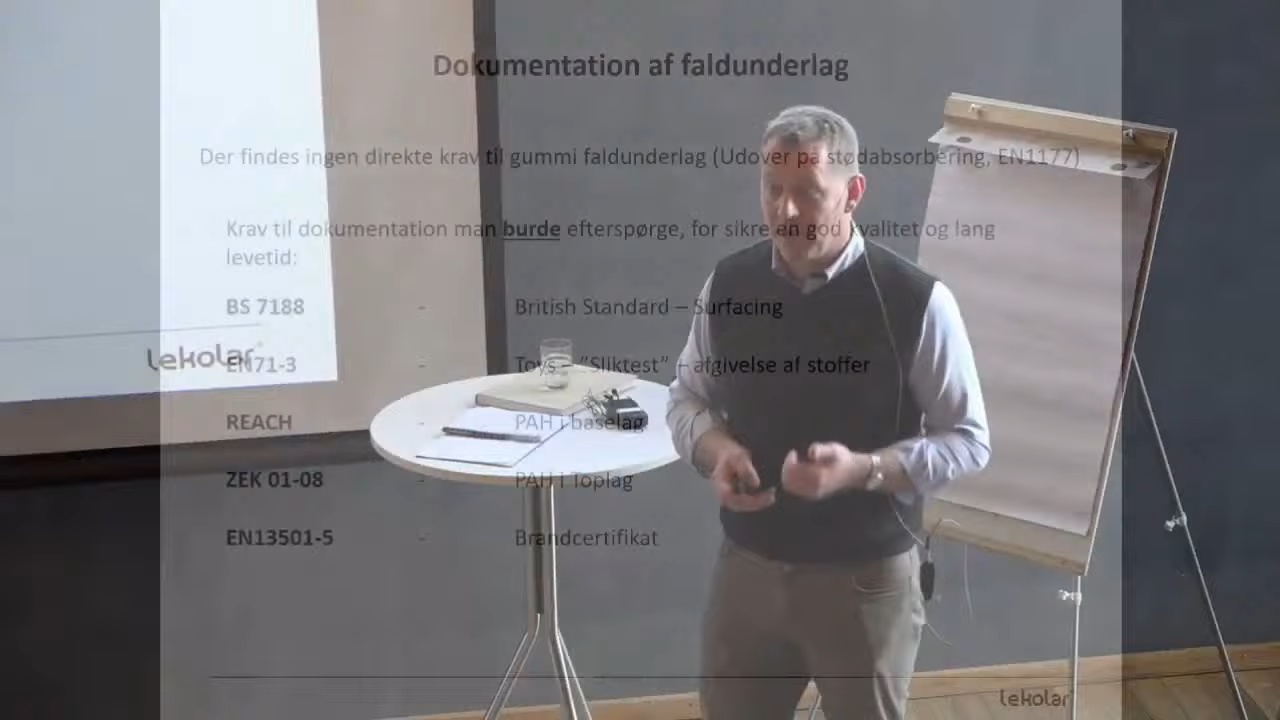 Dokumentation af faldunderlag
Der findes ingen direkte krav til gummi faldunderlag (Udover på stødabsorbering, EN1177)
Krav til dokumentation man burde efterspørge, for sikre en god kvalitet og lang
levetid:
BS 7188 - British Standard – Surfacing
EN71-3 - Toys – ”Sliktest” – afgivelse af stoffer
REACH - PAH i baselag
ZEK 01-08 - PAH i Toplag
EN13501-5 - Brandcertifikat
lekolar
lekolar